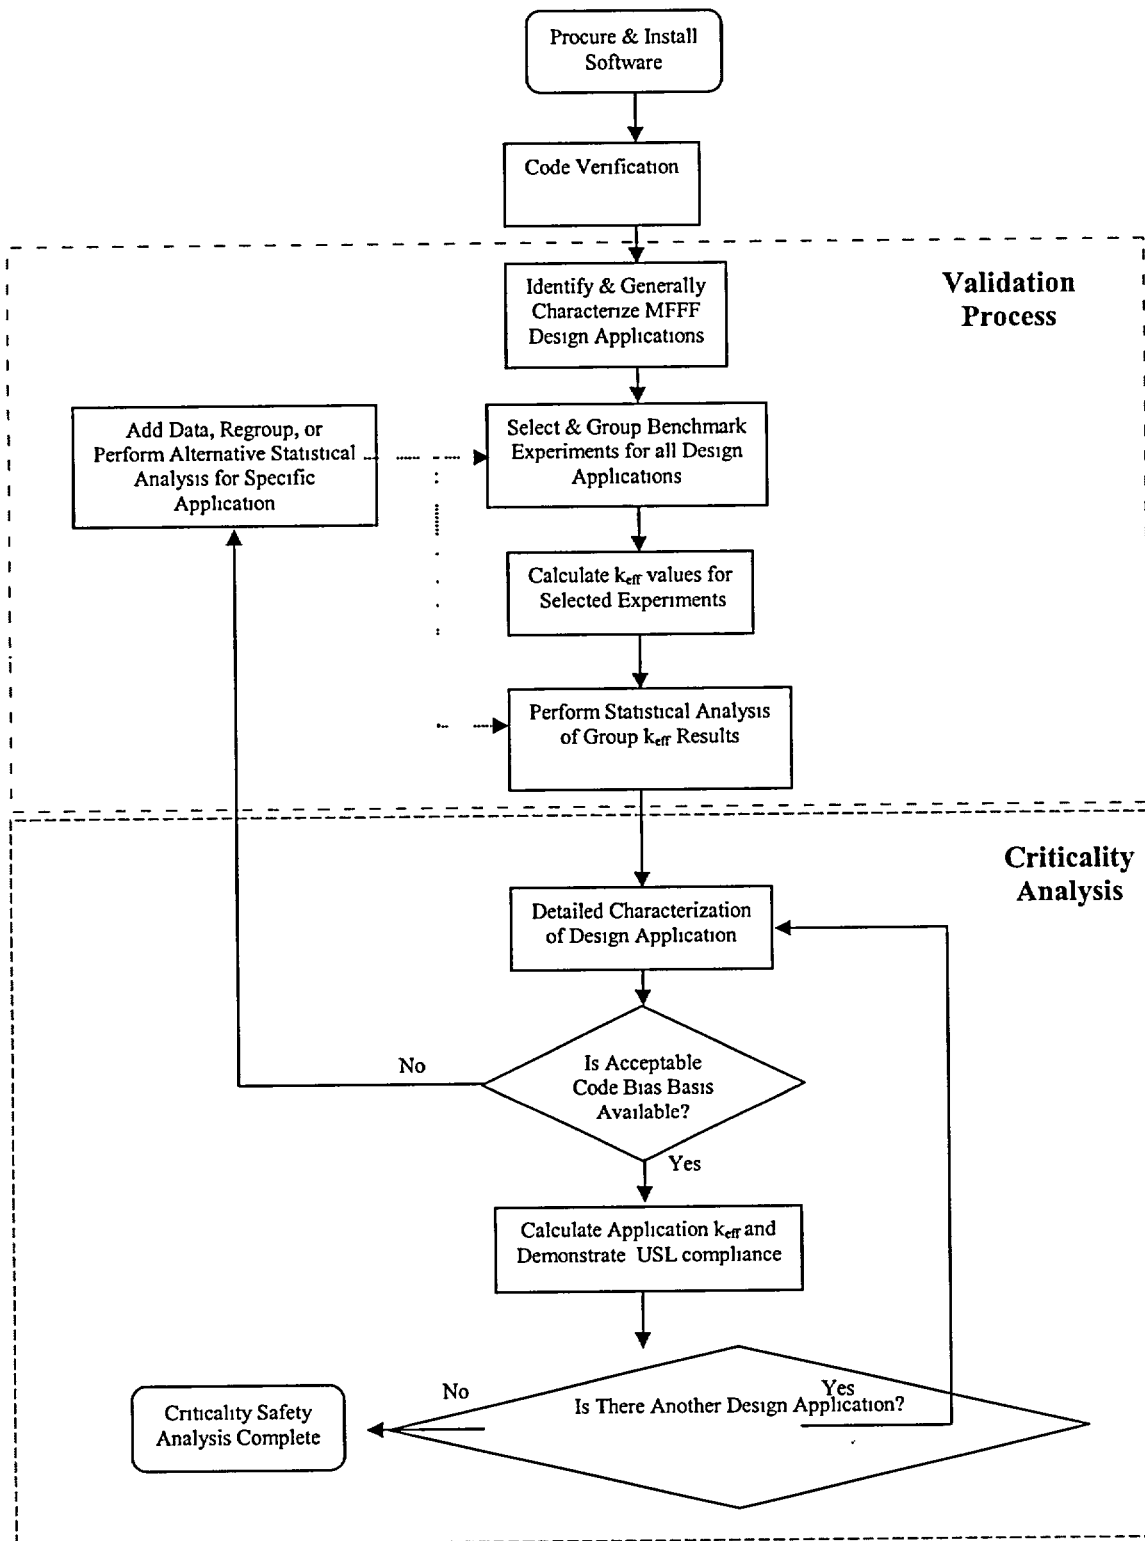 Procure & Install
Software
Code Verification
Validation
Process
Identify & Generally
Characterize MFFF
Design Applications
Add Data, Regroup, or
Perform Alternative Statistical
Analysis for Specific
Application
Select & Group Benchmark
Experiments for all Design
Applications
Calculate keff values for
Selected Experiments
Perform Statistical Analysis
of Group keff Results
Criticality
Analysis
Detailed Characterization
of Design Application
Is Acceptable
Code Bias Basis
Available?
No
Yes
Calculate Application keff and
Demonstrate USL compliance
Is There Another Design Application?
No
Yes
Criticality Safety
Analysis Complete